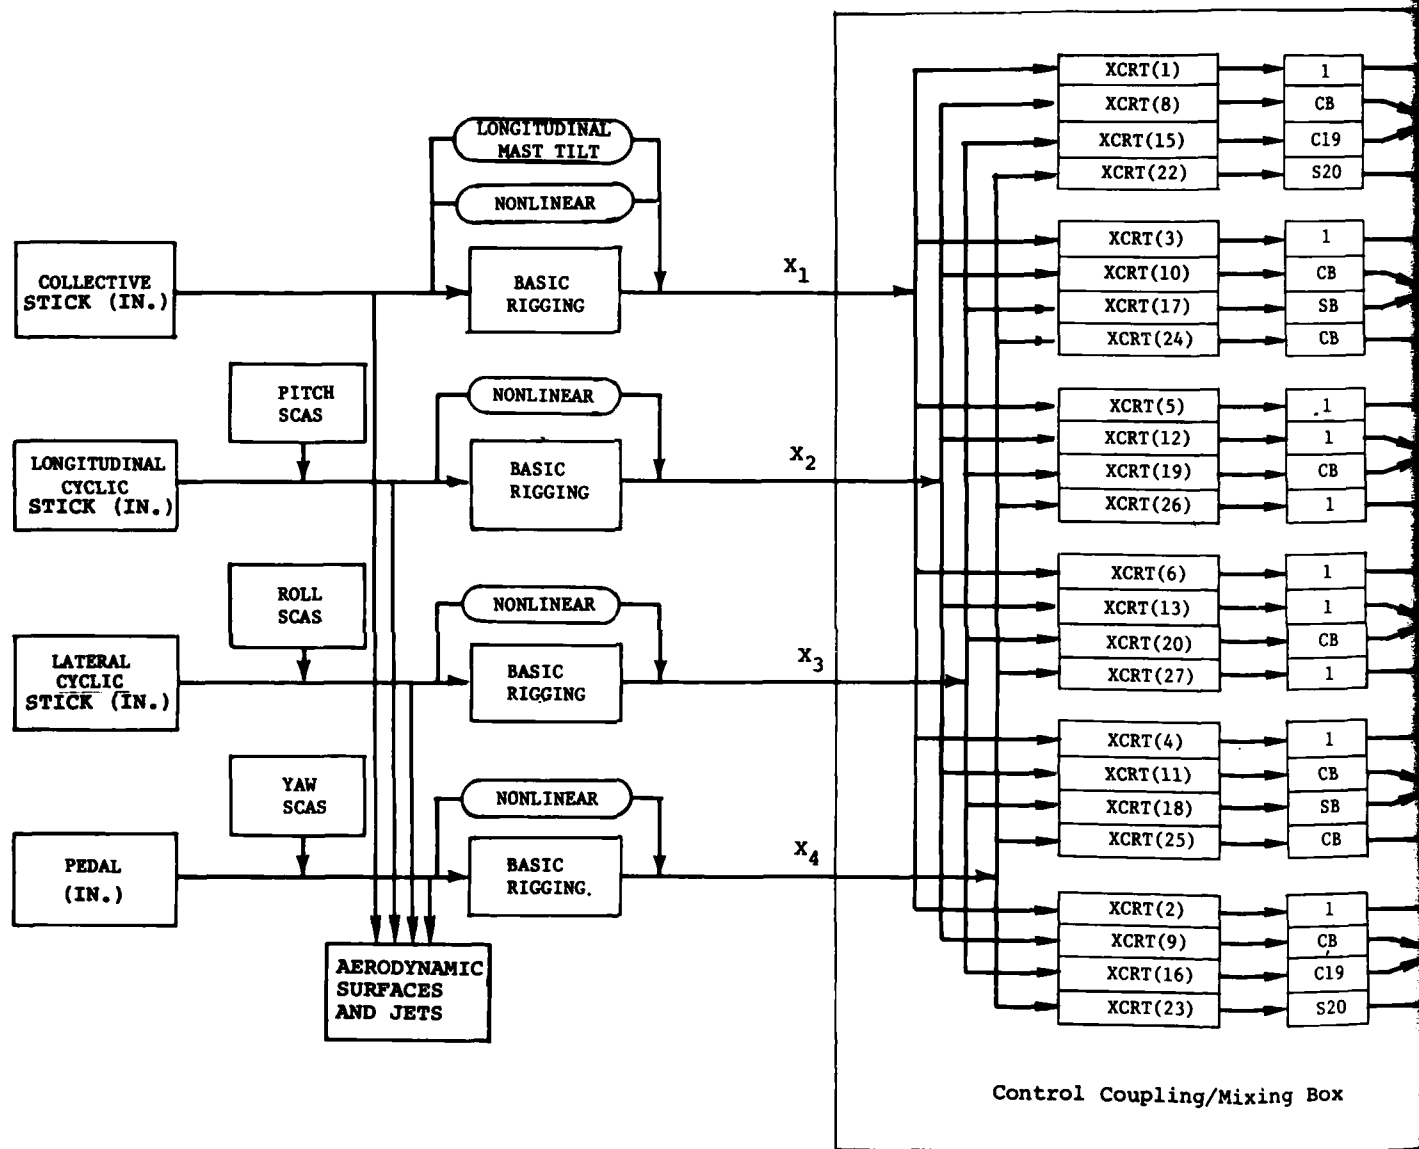 LONGITUDINAL
MAST TILT
NONLINEAR
COLLECTIVE
STICK (IN.)
BASIC
RIGGING
X1
PITCH
SCAS
NONLINEAR
LONGITUDINAL
CYCLIC
STICK (IN.)
BASIC
RIGGING
X2
ROLL
SCAS
NONLINEAR
LATERAL
CYCLIC
STICK (IN.)
BASIC
RIGGING
X3
YAW
SCAS
NONLINEAR
PEDAL
(IN.)
BASIC
RIGGING.
X4
AERODYNAMIC
SURFACES
AND JETS
XCRT(1) 1
XCRT(8) CB
XCRT(15) C19
XCRT(22) S20
XCRT(3) 1
XCRT(10) CB
XCRT(17) SB
XCRT(24) CB
XCRT(5) 1
XCRT(12) 1
XCRT(19) CB
XCRT(26) 1
XCRT(6) 1
XCRT(13) 1
XCRT(20) CB
XCRT(27) 1
XCRT(4) 1
XCRT(11) CB
XCRT(18) SB
XCRT(25) CB
XCRT(2) 1
XCRT(9) CB
XCRT(16) C19
XCRT(23) S20
Control Coupling/Mixing Box